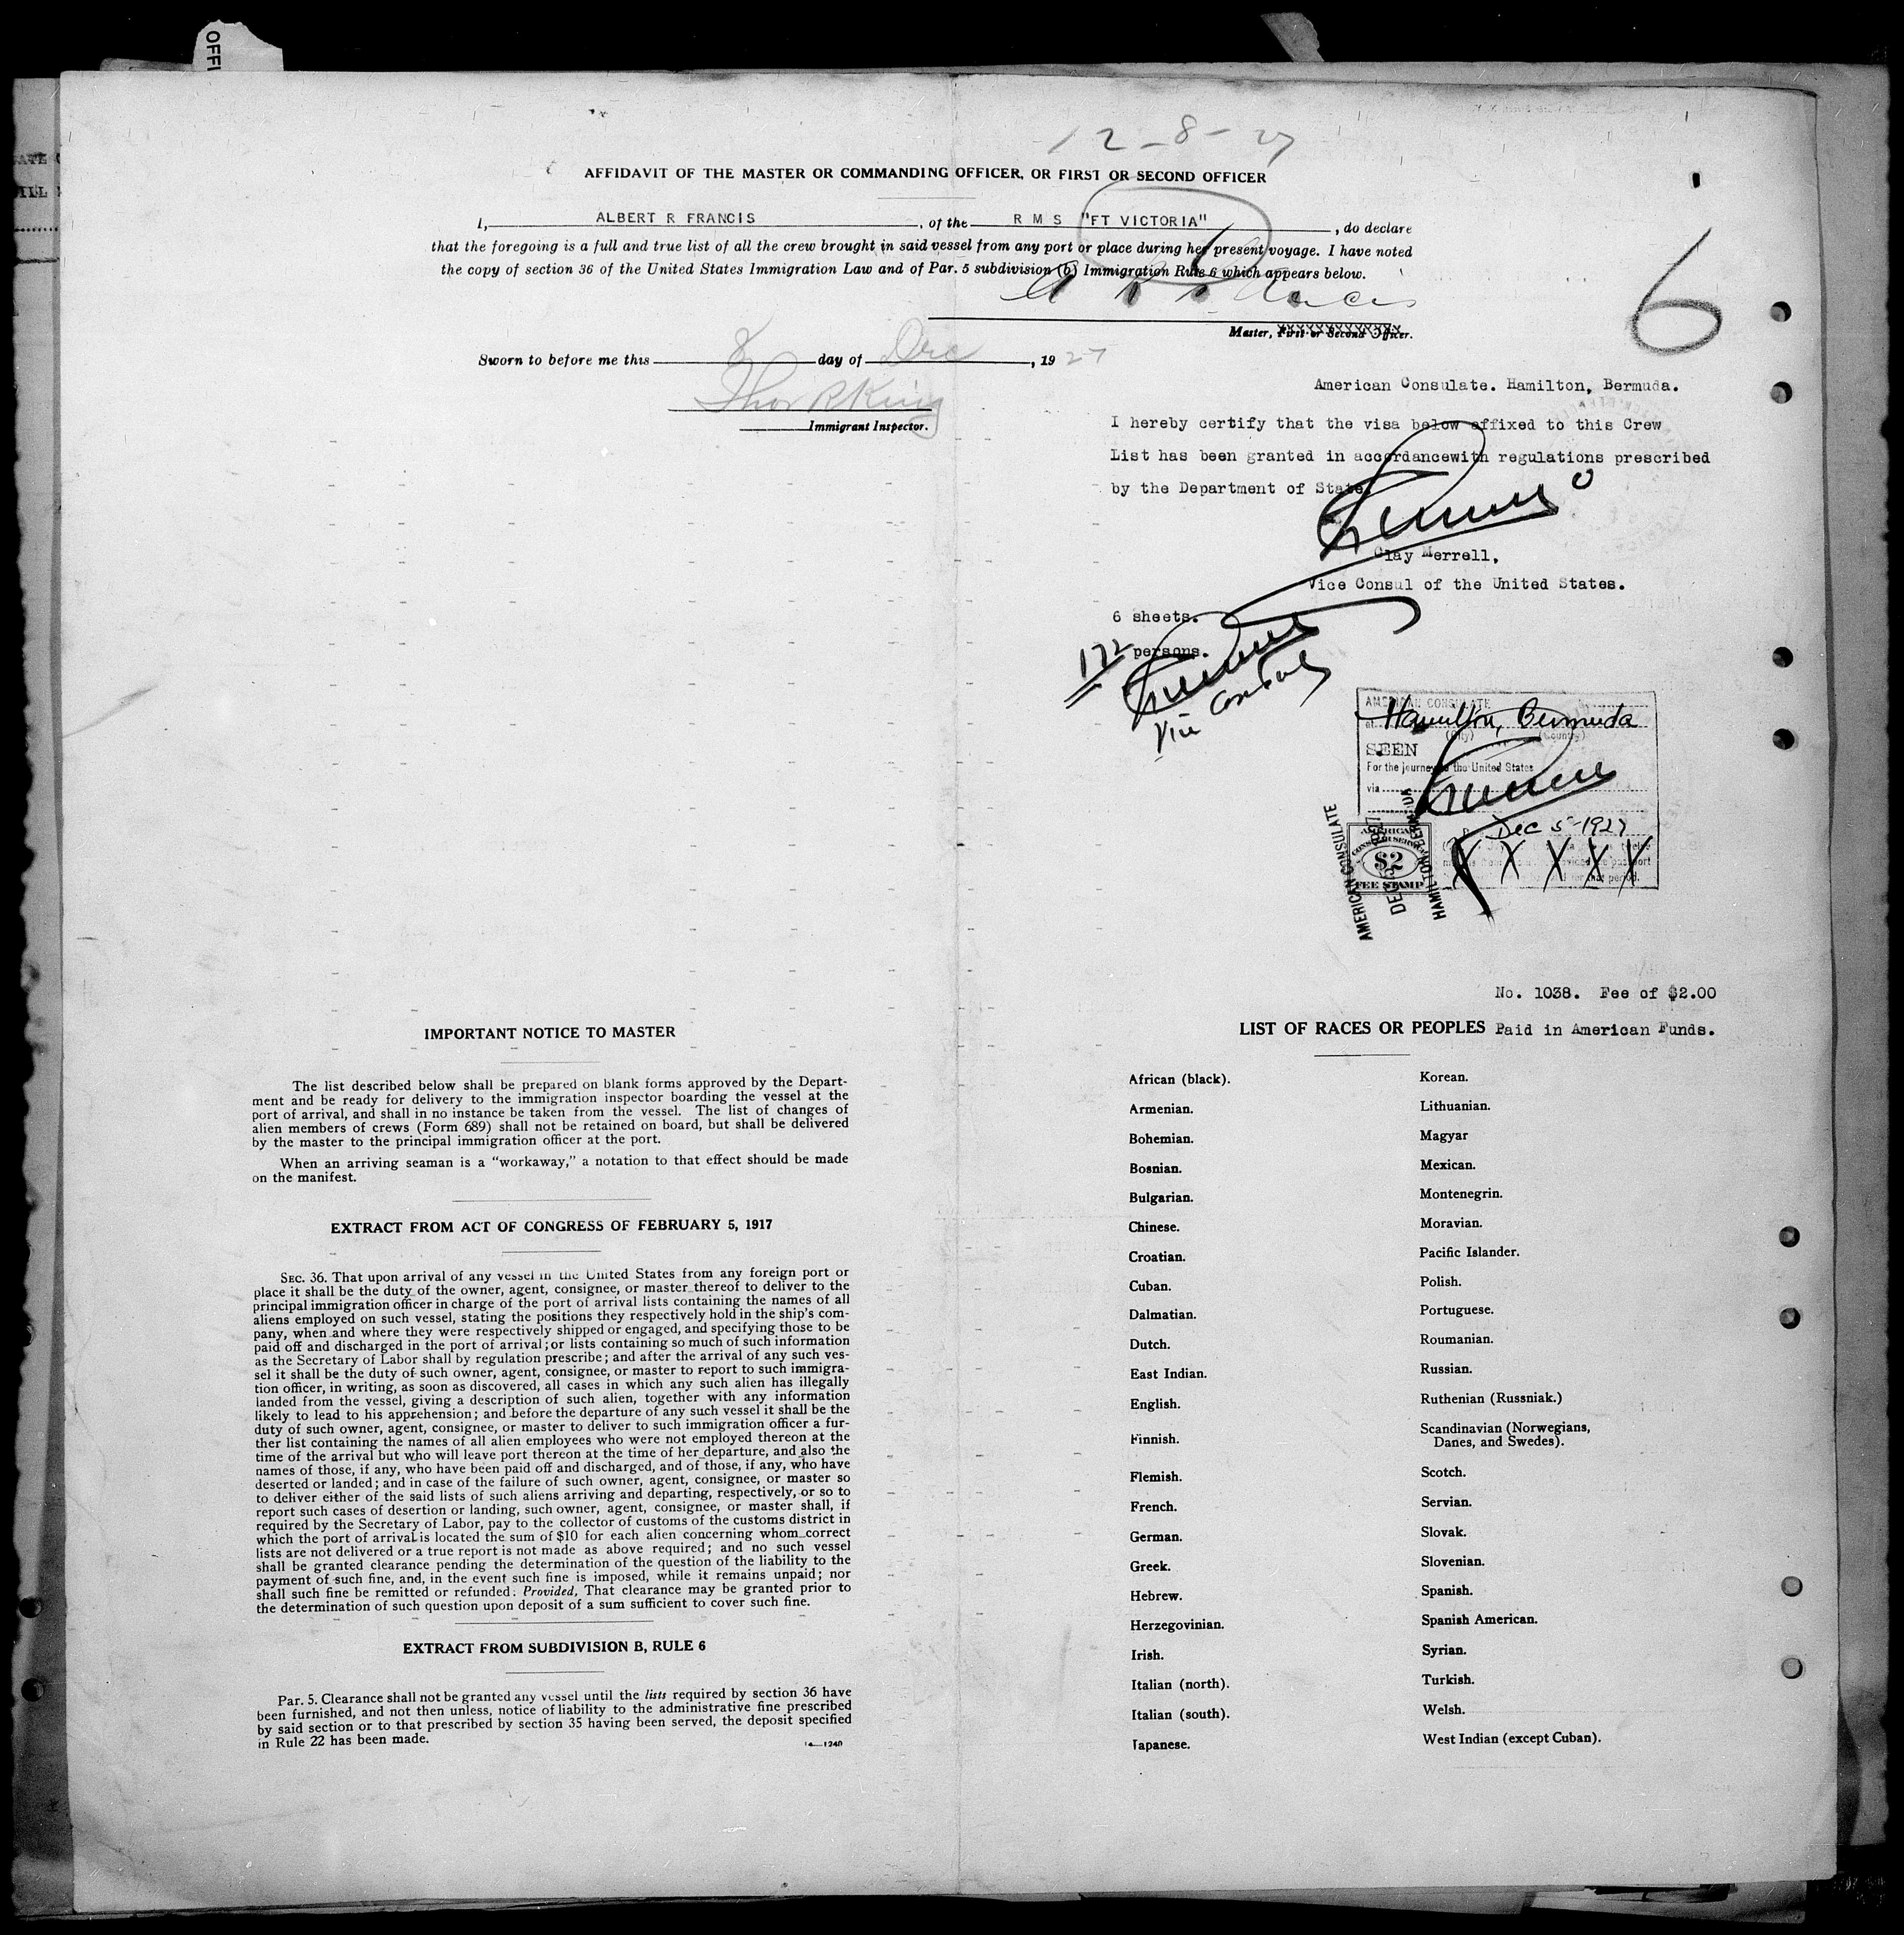 OFFI
12-8-27
AFFIDAVIT OF THE MASTER OR COMMANDING OFFICER, OR FIRST OR SECOND OFFICER
I, ALBERT R FRANCIS, of the R M S "FT VICTORIA", do declare
that the foregoing is a full and true list of all the crew brought in said vessel from any port or place during her present voyage. I have noted
the copy of section 36 of the United States Immigration Law and of Par. 5 subdivision (b) Immigration Rule 6 which appears below.
6
Master, First or Second Officer.
Sworn to before me this 8 day of Dec, 1927
Thos R King
Immigrant Inspector.
American Consulate. Hamilton, Bermuda.
I hereby certify that the visa below affixed to this Crew
List has been granted in accordancewith regulations prescribed
by the Department of State.
Clay Merrell,
Vice Consul of the United States.
6 sheets.
172 persons.
Vice Consul
AMERICAN CONSULATE
at Hamilton, Bermuda
(City) (Country)
SEEN
For the journey to the United States
via
Dec 5-1927
X X X X X
AMERICAN
CONSULAR SERVICE
$2
FEE STAMP
AMERICAN CONSULATE
DEC 5 1927
HAMILTON BERMUDA
No. 1038. Fee of $2.00
Paid in American Funds.
IMPORTANT NOTICE TO MASTER
The list described below shall be prepared on blank forms approved by the Depart-
ment and be ready for delivery to the immigration inspector boarding the vessel at the
port of arrival, and shall in no instance be taken from the vessel. The list of changes of
alien members of crews (Form 689) shall not be retained on board, but shall be delivered
by the master to the principal immigration officer at the port.
When an arriving seaman is a "workaway," a notation to that effect should be made
on the manifest.
EXTRACT FROM ACT OF CONGRESS OF FEBRUARY 5, 1917
SEC. 36. That upon arrival of any vessel in the United States from any foreign port or
place it shall be the duty of the owner, agent, consignee, or master thereof to deliver to the
principal immigration officer in charge of the port of arrival lists containing the names of all
aliens employed on such vessel, stating the positions they respectively hold in the ship's com-
pany, when and where they were respectively shipped or engaged, and specifying those to be
paid off and discharged in the port of arrival; or lists containing so much of such information
as the Secretary of Labor shall by regulation prescribe; and after the arrival of any such ves-
sel it shall be the duty of such owner, agent, consignee, or master to report to such immigra-
tion officer, in writing, as soon as discovered, all cases in which any such alien has illegally
landed from the vessel, giving a description of such alien, together with any information
likely to lead to his apprehension; and before the departure of any such vessel it shall be the
duty of such owner, agent, consignee, or master to deliver to such immigration officer a fur-
ther list containing the names of all alien employees who were not employed thereon at the
time of the arrival but who will leave port thereon at the time of her departure, and also the
names of those, if any, who have been paid off and discharged, and of those, if any, who have
deserted or landed; and in case of the failure of such owner, agent, consignee, or master so
to deliver either of the said lists of such aliens arriving and departing, respectively, or so to
report such cases of desertion or landing, such owner, agent, consignee, or master shall, if
required by the Secretary of Labor, pay to the collector of customs of the customs district in
which the port of arrival is located the sum of $10 for each alien concerning whom correct
lists are not delivered or a true report is not made as above required; and no such vessel
shall be granted clearance pending the determination of the question of the liability to the
payment of such fine, and, in the event such fine is imposed, while it remains unpaid; nor
shall such fine be remitted or refunded: Provided, That clearance may be granted prior to
the determination of such question upon deposit of a sum sufficient to cover such fine.
EXTRACT FROM SUBDIVISION B, RULE 6
Par. 5. Clearance shall not be granted any vessel until the lists required by section 36 have
been furnished, and not then unless, notice of liability to the administrative fine prescribed
by said section or to that prescribed by section 35 having been served, the deposit specified
in Rule 22 has been made.
14—1240
LIST OF RACES OR PEOPLES
African (black).
Armenian.
Bohemian.
Bosnian.
Bulgarian.
Chinese.
Croatian.
Cuban.
Dalmatian.
Dutch.
East Indian.
English.
Finnish.
Flemish.
French.
German.
Greek.
Hebrew.
Herzegovinian.
Irish.
Italian (north).
Italian (south).
Japanese.
Korean.
Lithuanian.
Magyar
Mexican.
Montenegrin.
Moravian.
Pacific Islander.
Polish.
Portuguese.
Roumanian.
Russian.
Ruthenian (Russniak.)
Scandinavian (Norwegians,
Danes, and Swedes).
Scotch.
Servian.
Slovak.
Slovenian.
Spanish.
Spanish American.
Syrian.
Turkish.
Welsh.
West Indian (except Cuban).